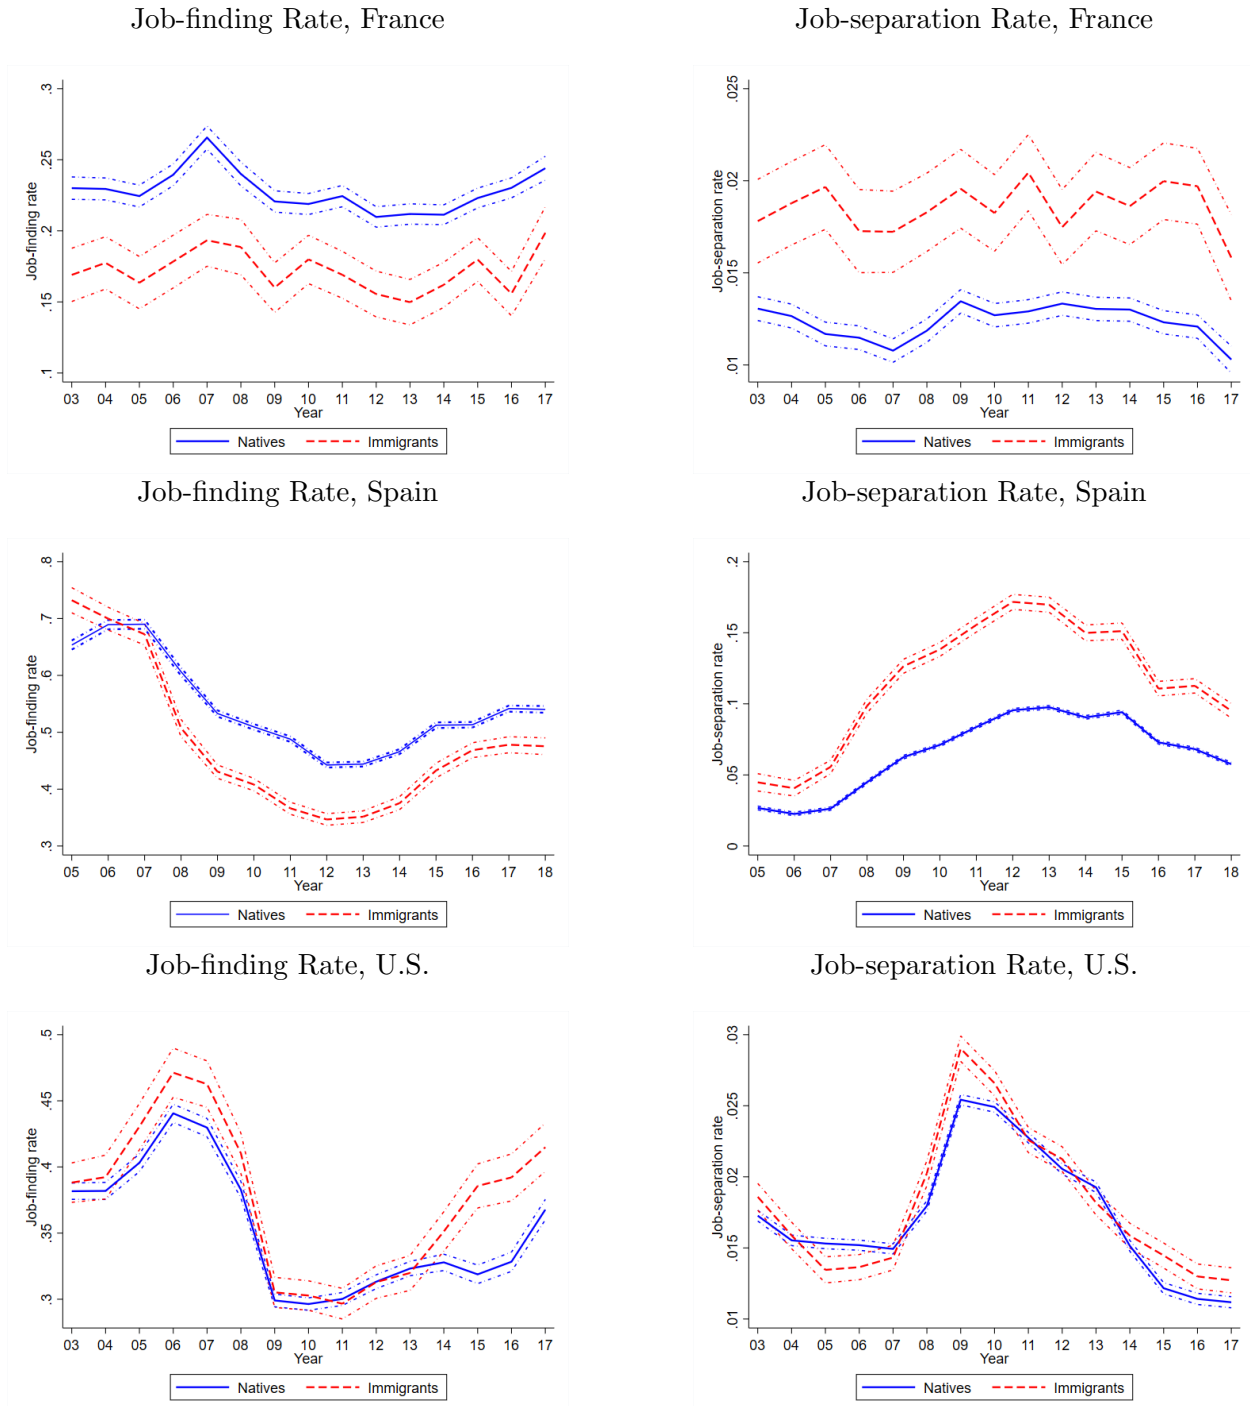 Job-finding Rate, France
Job-separation Rate, France
Job-finding rate
.3
.25
.2
.15
.1
03 04 05 06 07 08 09 10 11 12 13 14 15 16 17
Year
Natives Immigrants
Job-separation rate
.025
.02
.015
.01
03 04 05 06 07 08 09 10 11 12 13 14 15 16 17
Year
Natives Immigrants
Job-finding Rate, Spain
Job-separation Rate, Spain
Job-finding rate
.8
.7
.6
.5
.4
.3
05 06 07 08 09 10 11 12 13 14 15 16 17 18
Year
Natives Immigrants
Job-separation rate
.2
.15
.1
.05
0
05 06 07 08 09 10 11 12 13 14 15 16 17 18
Year
Natives Immigrants
Job-finding Rate, U.S.
Job-separation Rate, U.S.
Job-finding rate
.5
.45
.4
.35
.3
03 04 05 06 07 08 09 10 11 12 13 14 15 16 17
Year
Natives Immigrants
Job-separation rate
.03
.025
.02
.015
.01
03 04 05 06 07 08 09 10 11 12 13 14 15 16 17
Year
Natives Immigrants